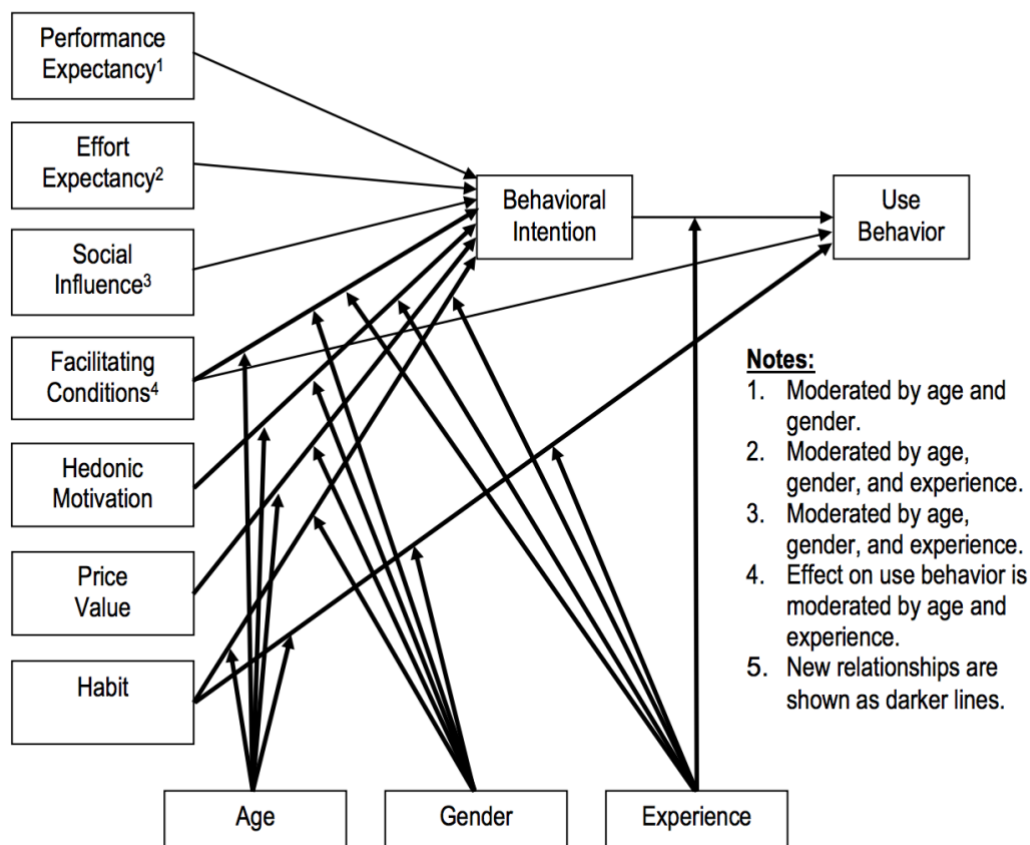 Performance
Expectancy¹
Effort
Expectancy²
Social
Influence³
Facilitating
Conditions⁴
Hedonic
Motivation
Price
Value
Habit
Behavioral
Intention
Use
Behavior
Notes:
1. Moderated by age and
gender.
2. Moderated by age,
gender, and experience.
3. Moderated by age,
gender, and experience.
4. Effect on use behavior is
moderated by age and
experience.
5. New relationships are
shown as darker lines.
Age
Gender
Experience